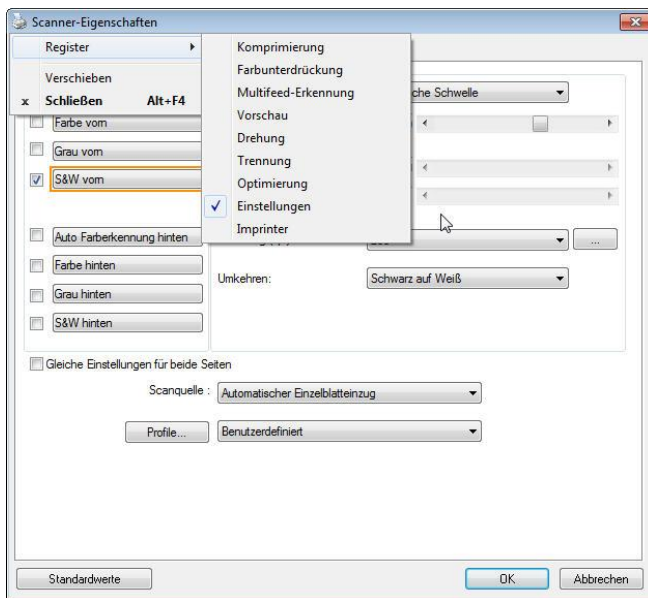 Scanner-Eigenschaften
Register
Verschieben
x Schließen Alt+F4
Komprimierung
Farbunterdrückung
Multifeed-Erkennung
Vorschau
Drehung
Trennung
Optimierung
Einstellungen
Imprinter
che Schwelle
Farbe vorn
Grau vorn
S&W vorn
Auto Farberkennung hinten
Farbe hinten
Grau hinten
S&W hinten
...
Umkehren: Schwarz auf Weiß
Gleiche Einstellungen für beide Seiten
Scanquelle : Automatischer Einzelblatteinzug
Profile... Benutzerdefiniert
Standardwerte OK Abbrechen